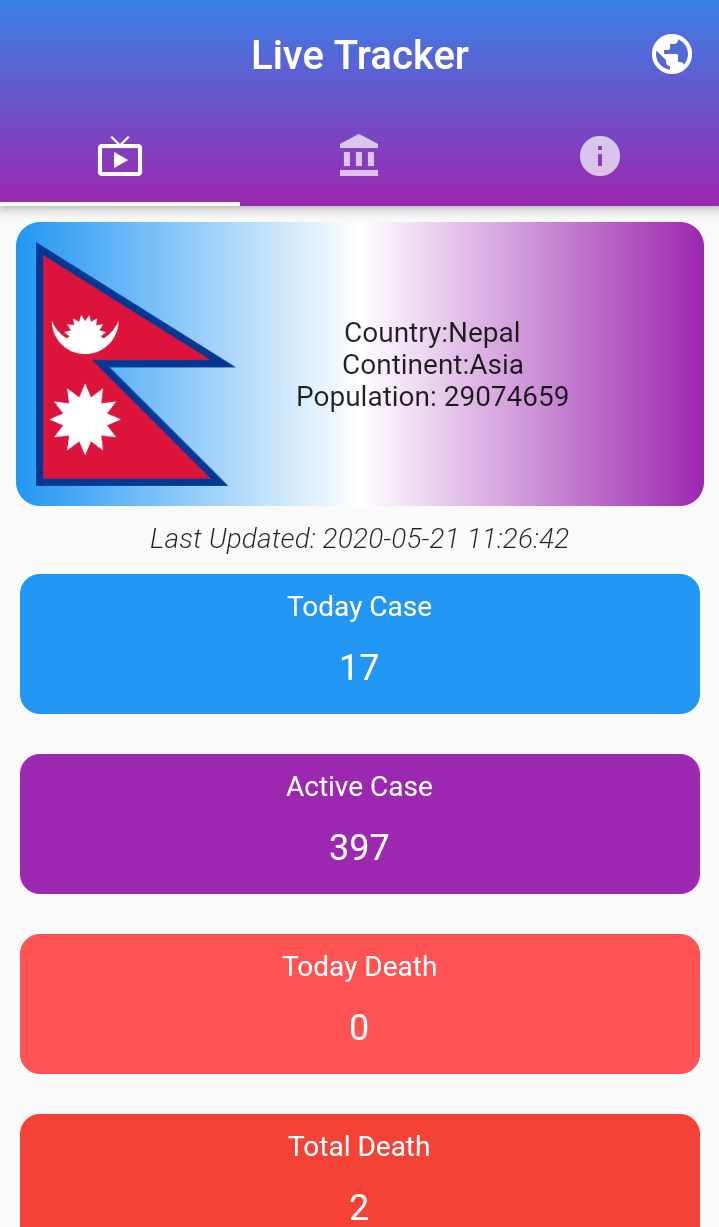 Live Tracker
Country:Nepal
Continent:Asia
Population: 29074659
Last Updated: 2020-05-21 11:26:42
Today Case
17
Active Case
397
Today Death
0
Total Death
2